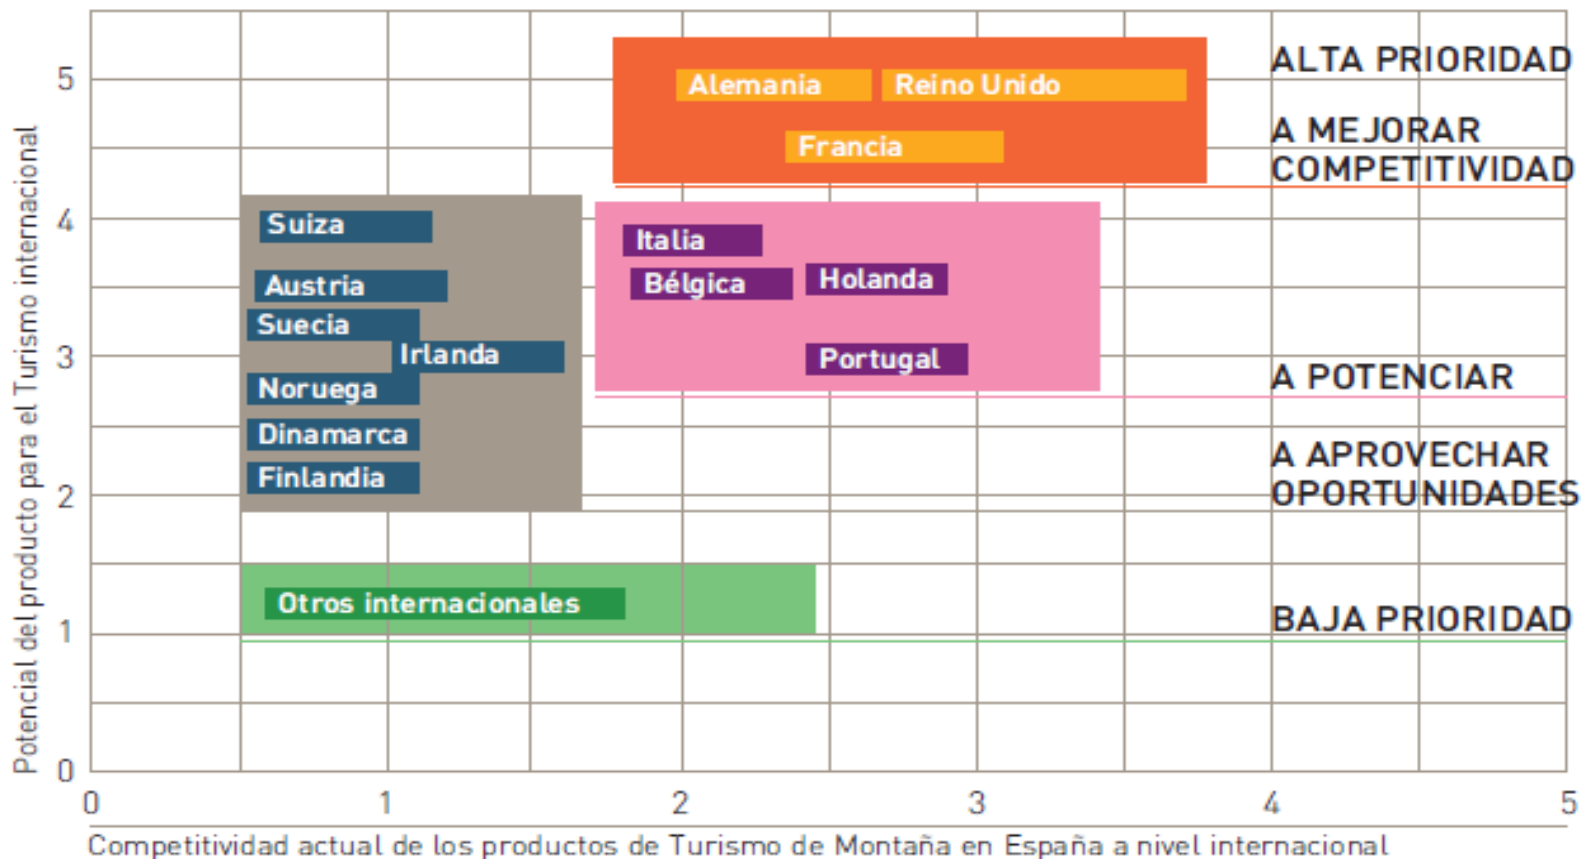 Potencial del producto para el Turismo internacional
5
4
3
2
1
0
ALTA PRIORIDAD
Alemania
Reino Unido
Francia
A MEJORAR
COMPETITIVIDAD
Suiza
Austria
Suecia
Irlanda
Noruega
Dinamarca
Finlandia
Italia
Bélgica
Holanda
Portugal
A POTENCIAR
A APROVECHAR
OPORTUNIDADES
Otros internacionales
BAJA PRIORIDAD
0 1 2 3 4 5
Competitividad actual de los productos de Turismo de Montaña en España a nivel internacional